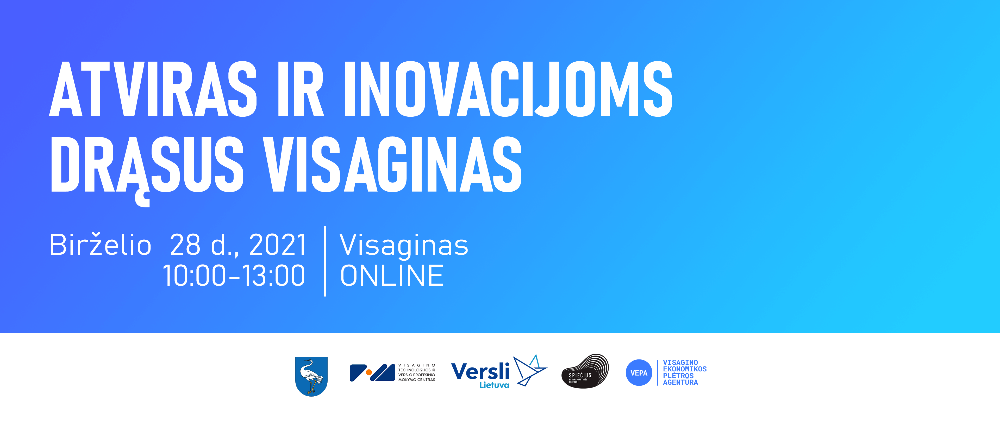 ATVIRAS IR INOVACIJOMS
DRĄSUS VISAGINAS
Birželio 28 d., 2021
10:00-13:00
Visaginas
ONLINE
VISAGINO
TECHNOLOGIJOS IR
VERSLO PROFESINIO
MOKYMO CENTRAS
Versli
Lietuva
SPIEČIUS
BENDRADARBYSTĖS
CENTRAS
VEPA
VISAGINO
EKONOMIKOS
PLĖTROS
AGENTŪRA